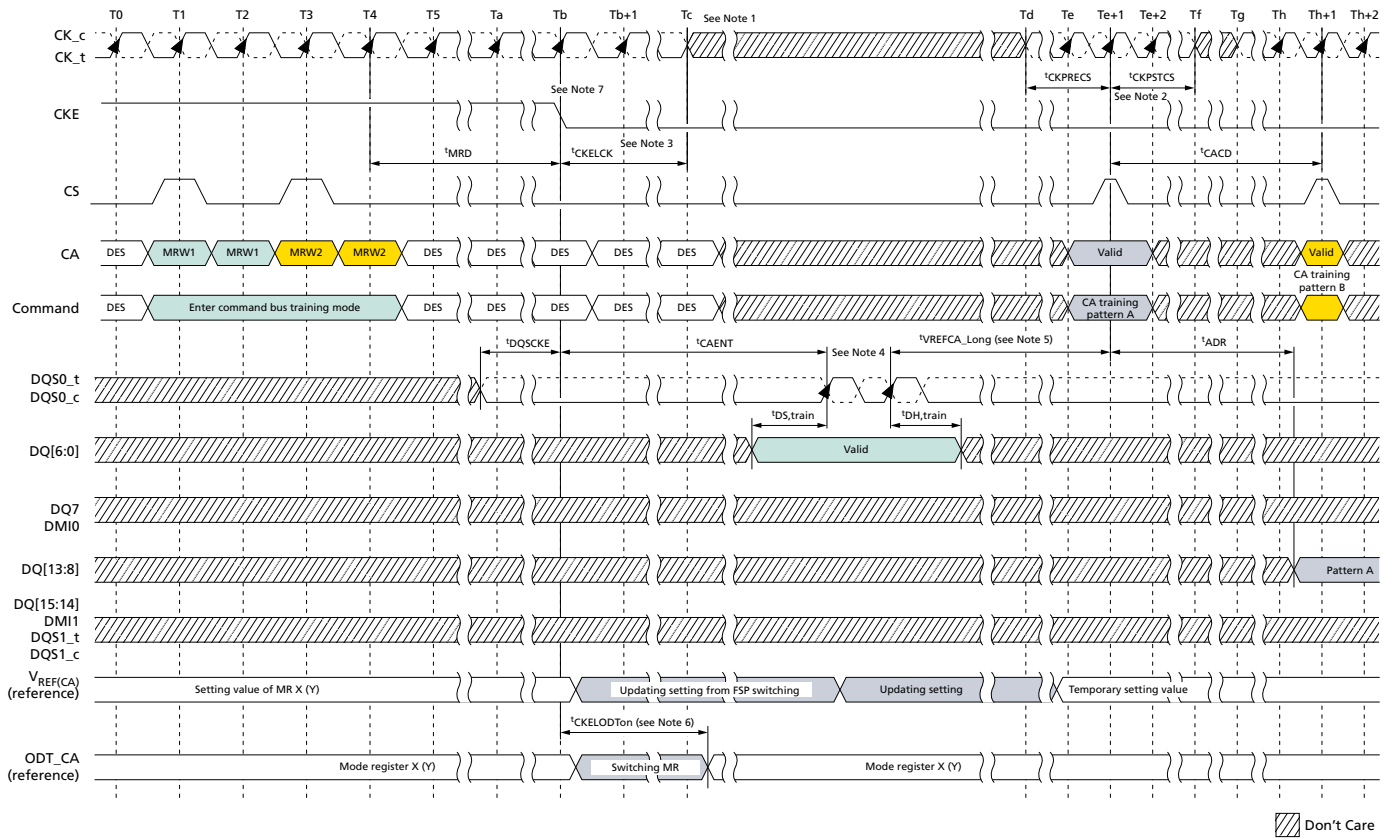 T0 T1 T2 T3 T4 T5 Ta Tb Tb+1 Tc See Note 1 Td Te Te+1 Te+2 Tf Tg Th Th+1 Th+2
CK_c
CK_t
tCKPRECS tCKPSTCS
See Note 7 See Note 2
CKE
See Note 3
tMRD tCKELCK tCACD
CS
CA DES MRW1 MRW1 MRW2 MRW2 DES DES DES DES DES Valid Valid
CA training
pattern B
Command DES Enter command bus training mode DES DES DES DES DES CA training
pattern A
tDQSCKE tCAENT See Note 4 tVREFCA_Long (see Note 5) tADR
DQS0_t
DQS0_c
tDS,train tDH,train
DQ[6:0] Valid
DQ7
DMI0
DQ[13:8] Pattern A
DQ[15:14]
DMI1
DQS1_t
DQS1_c
VREF(CA)
(reference) Setting value of MR X (Y) Updating setting from FSP switching Updating setting Temporary setting value
tCKELODTon (see Note 6)
ODT_CA
(reference) Mode register X (Y) Switching MR Mode register X (Y)
Don't Care